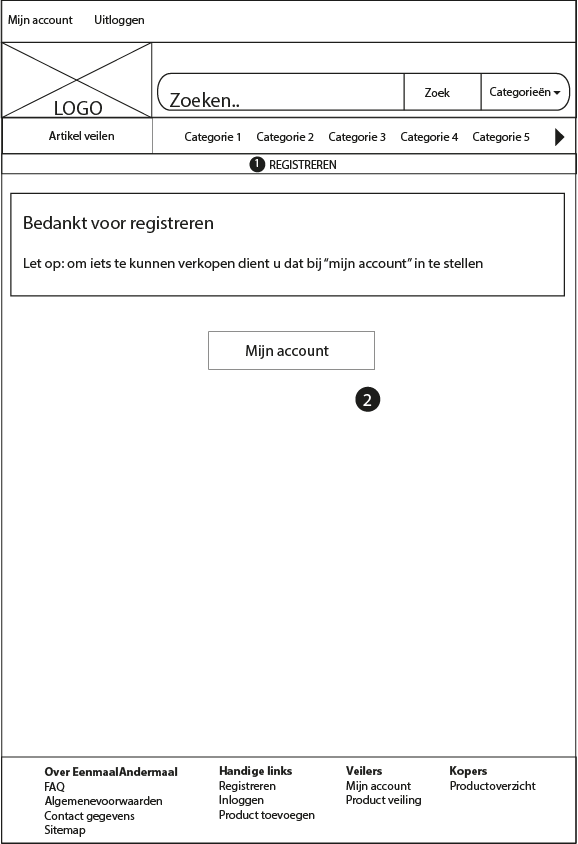 Mijn account Uitloggen
LOGO
Zoeken.. Zoek Categorieën
Artikel veilen Categorie 1 Categorie 2 Categorie 3 Categorie 4 Categorie 5
1 REGISTREREN
Bedankt voor registreren
Let op: om iets te kunnen verkopen dient u dat bij “mijn account” in te stellen
Mijn account
2
Over EenmaalAndermaal
FAQ
Algemenevoorwaarden
Contact gegevens
Sitemap
Handige links
Registreren
Inloggen
Product toevoegen
Veilers
Mijn account
Product veiling
Kopers
Productoverzicht